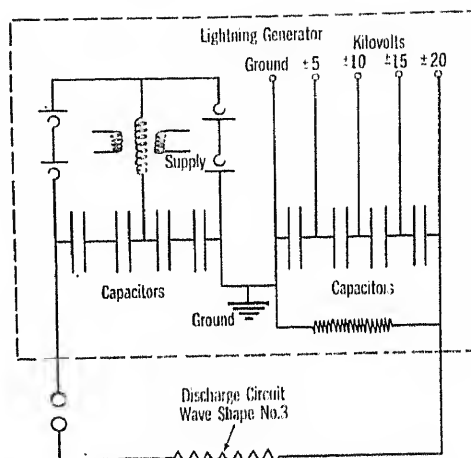 Lightning Generator
Kilovolts
Ground ±5 ±10 ±15 ±20
Supply
Capacitors
Capacitors
Ground
Discharge Circuit
Wave Shape No.3